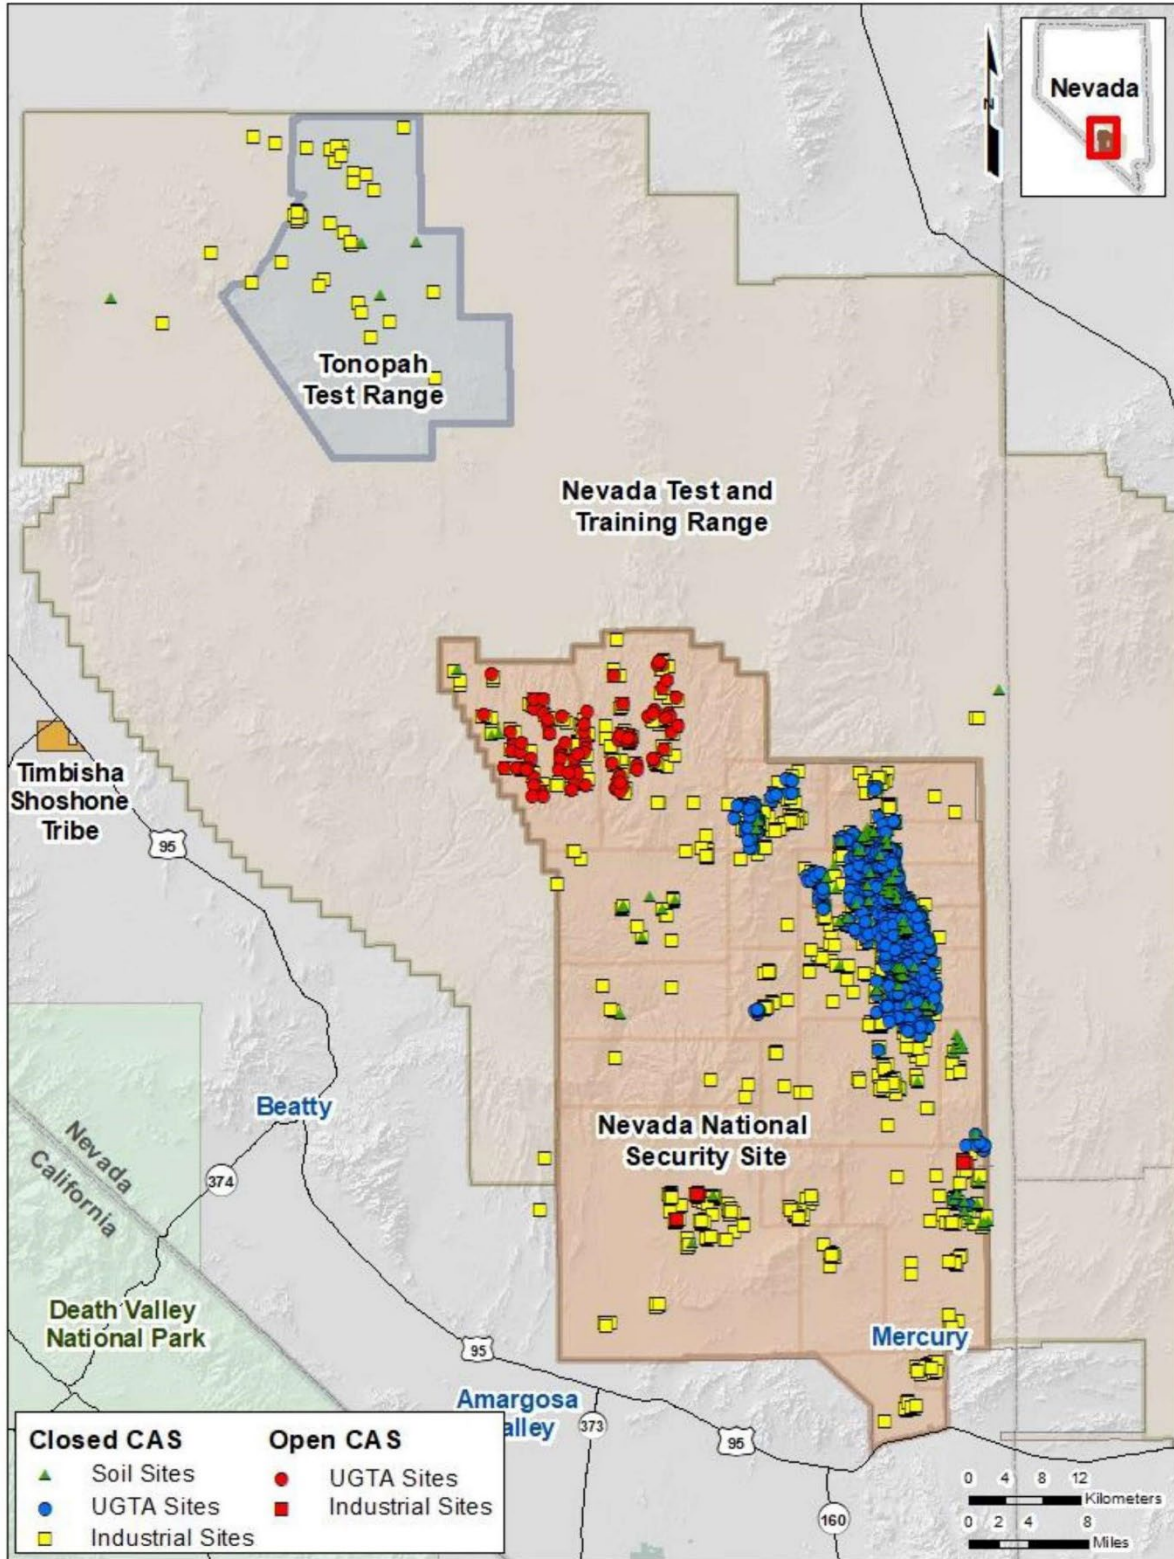 N
Nevada
Tonopah
Test Range
Nevada Test and
Training Range
Timbisha
Shoshone
Tribe
95
Beatty
Nevada National
Security Site
Nevada
California
374
Death Valley
National Park
Mercury
95
Amargosa
alley
373
95
160
Closed CAS
Soil Sites
UGTA Sites
Industrial Sites
Open CAS
UGTA Sites
Industrial Sites
0 4 8 12
Kilometers
0 2 4 8
Miles